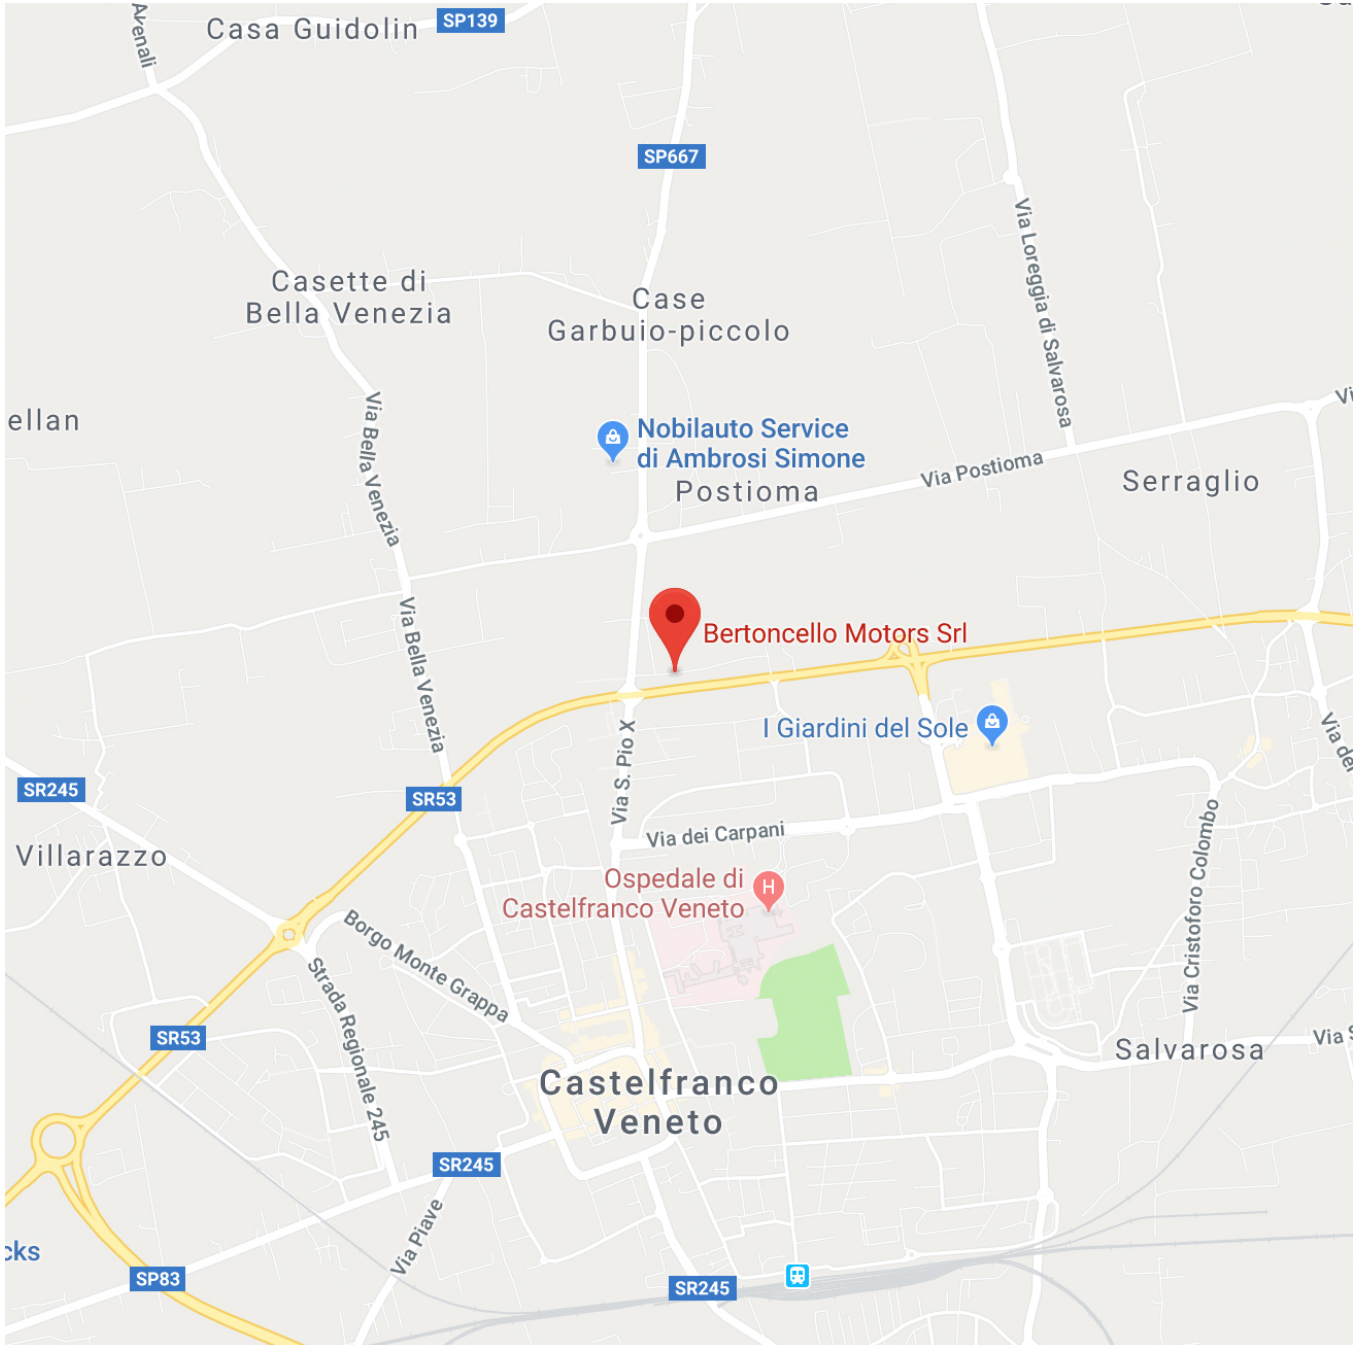 Avenali
Casa Guidolin
SP139
SP667
Via Loreggia di Salvarosa
Casette di
Bella Venezia
Case
Garbuio-piccolo
ellan
Via Bella Venezia
Nobilauto Service
di Ambrosi Simone
Postioma
Via Postioma
Serraglio
Via Bella Venezia
Bertoncello Motors Srl
I Giardini del Sole
Via S. Pio X
SR245
SR53
Villarazzo
Via dei Carpani
Via Cristoforo Colombo
Ospedale di
Castelfranco Veneto
H
Borgo Monte Grappa
Strada Regionale 245
SR53
Salvarosa
Via S
Castelfranco
Veneto
SR245
Via Piave
cks
SP83
SR245